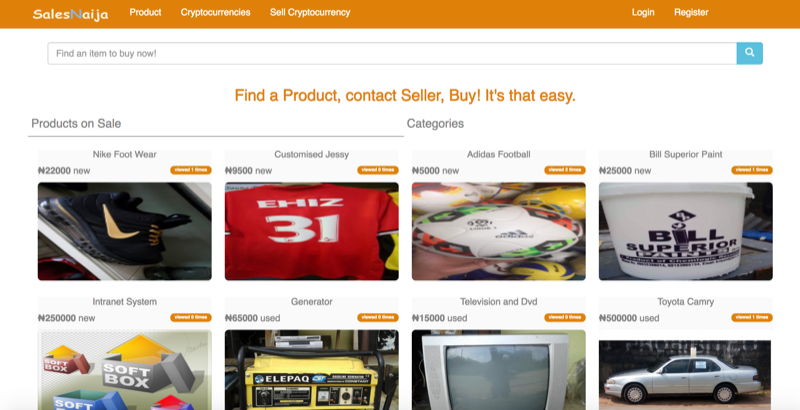 SalesNaija Product Cryptocurrencies Sell Cryptocurrency Login Register
Find an item to buy now!
Find a Product, contact Seller, Buy! It's that easy.
Products on Sale Categories
Nike Foot Wear Customised Jessy Adidas Football Bill Superior Paint
₦22000 new viewed 1 times ₦9500 new viewed 0 times ₦5000 new viewed 0 times ₦25000 new viewed 1 times
EHIZ
31
adidas
BILL
SUPERIOR
PAINTS
Intranet System Generator Television and Dvd Toyota Camry
₦250000 new viewed 0 times ₦65000 used viewed 0 times ₦15000 used viewed 0 times ₦500000 used viewed 1 times
SOFT
BOX
SOFT
BOX
ELEPAQ
CONSTANT